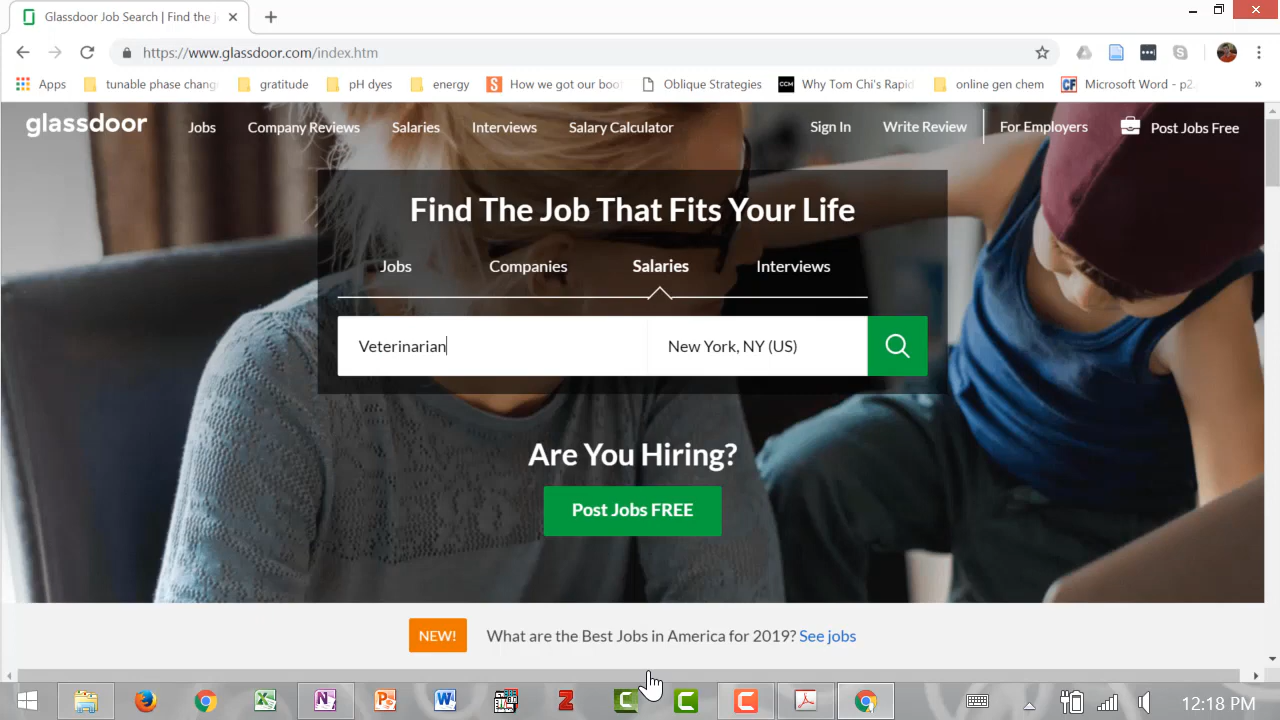 Glassdoor Job Search | Find the j
https://www.glassdoor.com/index.htm
Apps tunable phase chang gratitude pH dyes energy How we got our boo Oblique Strategies CCM Why Tom Chi's Rapid online gen chem CF Microsoft Word - p2.
glassdoor Jobs Company Reviews Salaries Interviews Salary Calculator Sign In Write Review For Employers Post Jobs Free
Find The Job That Fits Your Life
Jobs Companies Salaries Interviews
Veterinarian New York, NY (US)
Are You Hiring?
Post Jobs FREE
NEW! What are the Best Jobs in America for 2019? See jobs
12:18 PM